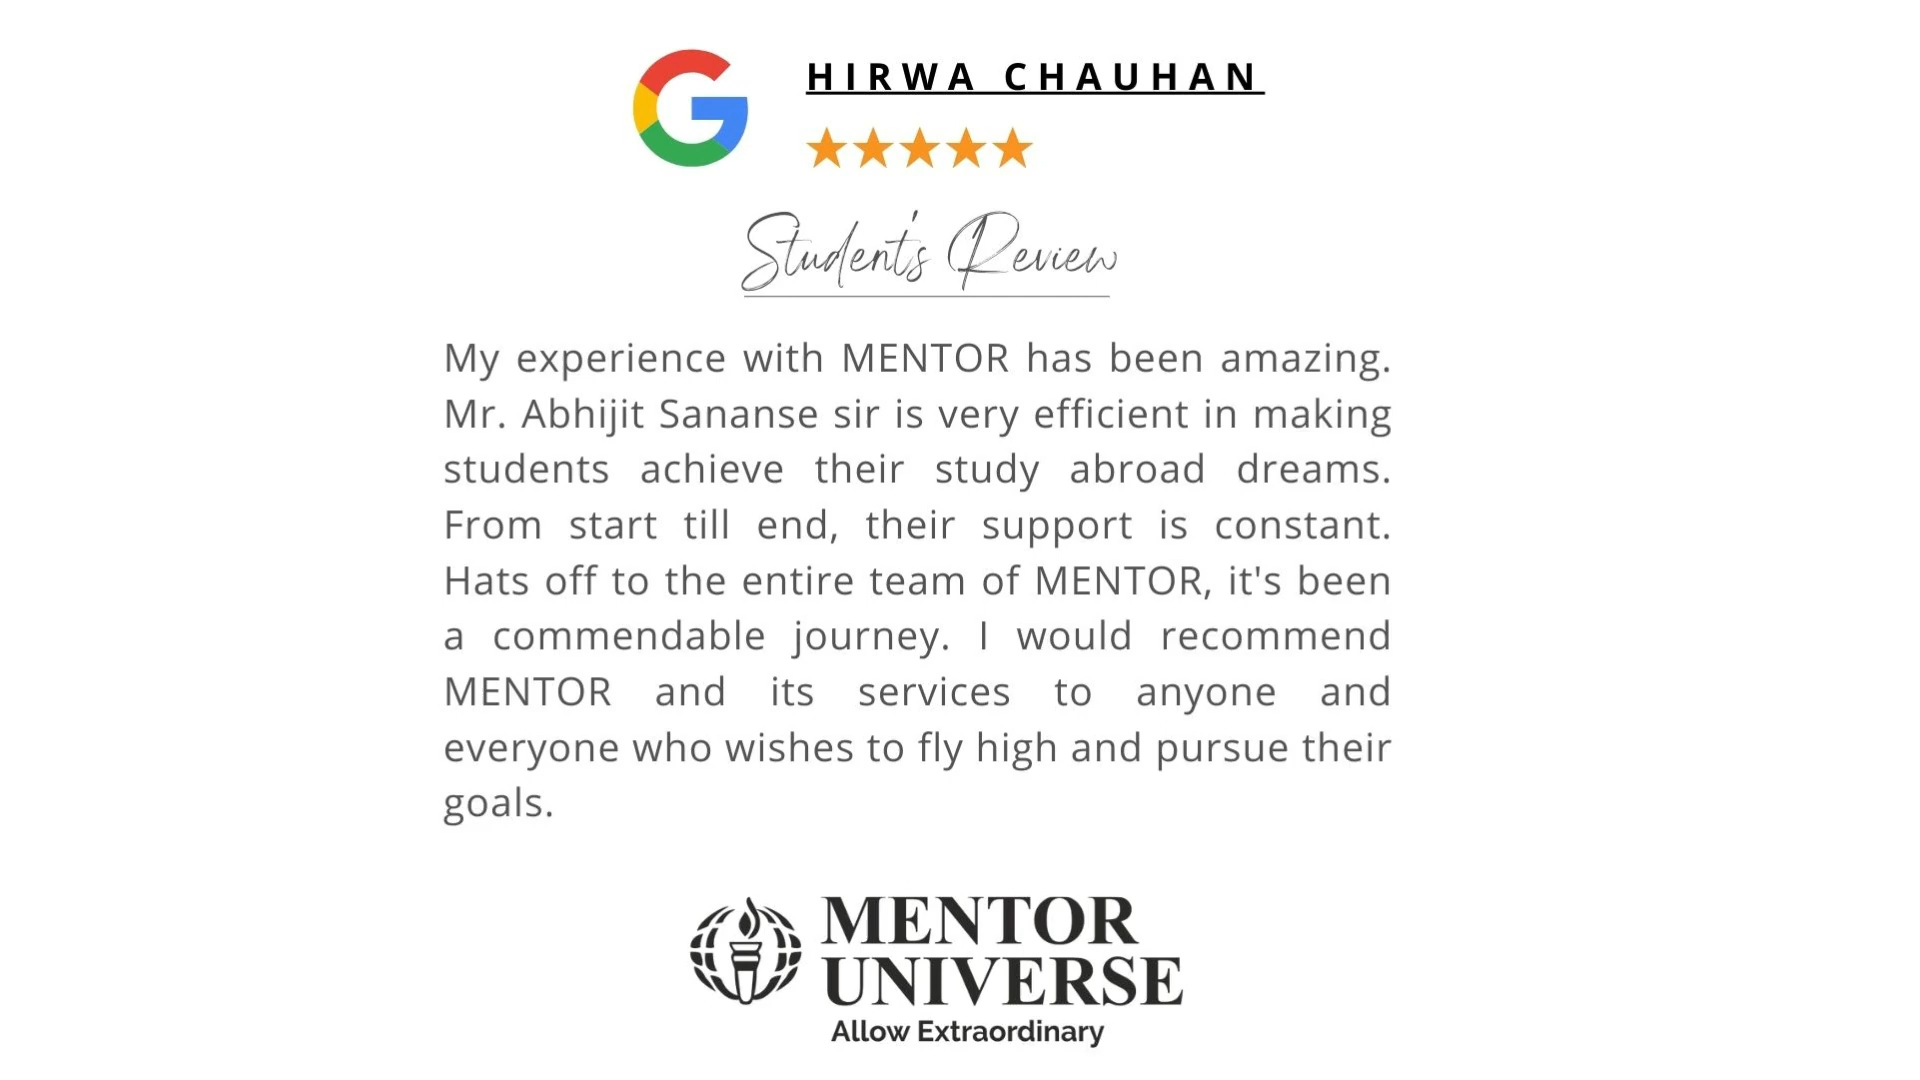 HIRWA CHAUHAN
Student's Review
My experience with MENTOR has been amazing.
Mr. Abhijit Sananse sir is very efficient in making
students achieve their study abroad dreams.
From start till end, their support is constant.
Hats off to the entire team of MENTOR, it's been
a commendable journey. I would recommend
MENTOR and its services to anyone and
everyone who wishes to fly high and pursue their
goals.
MENTOR
UNIVERSE
Allow Extraordinary